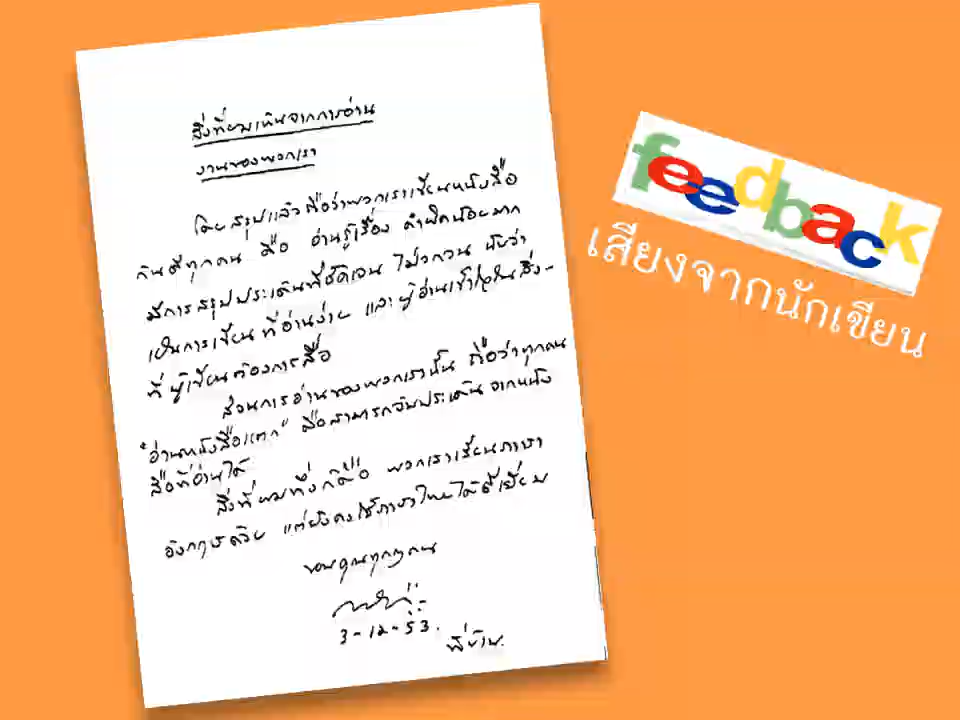 สิ่งที่ผมเห็นจากการอ่าน
งานของพวกเรา
โดยสรุปแล้ว ถือว่าพวกเราเขียนหนังสือ
กันดีทุกคน คือ อ่านรู้เรื่อง คำผิดน้อยมาก
มีการสรุปประเด็นที่ชัดเจน ไม่วกวน นับว่า
เป็นการเขียน ที่อ่านง่าย และผู้อ่านเข้าใจในสิ่ง-
ที่ ผู้เขียนต้องการสื่อ
ส่วนการอ่านของพวกเรานั้น ถือว่าทุกคน
"อ่านหนังสือแตก" คือสามารถจับประเด็น จากหนัง
สือที่อ่านได้
สิ่งที่ผมทึ่งก็คือ พวกเราเรียนภาษา
อังกฤษด้วย แต่ยังคงใช้ภาษาไทยได้ดีเยี่ยม
ขอบคุณทุกๆคน
3-12-53.
feedback
เสียงจากนักเขียน